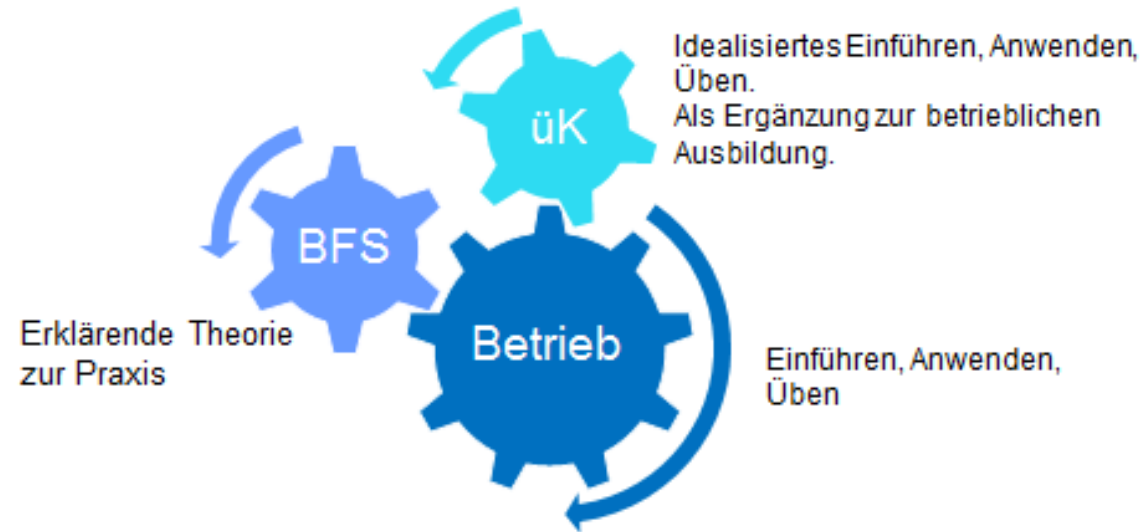 üK
Idealisiertes Einführen, Anwenden,
Üben.
Als Ergänzung zur betrieblichen
Ausbildung.
BFS
Erklärende Theorie
zur Praxis
Betrieb
Einführen, Anwenden,
Üben